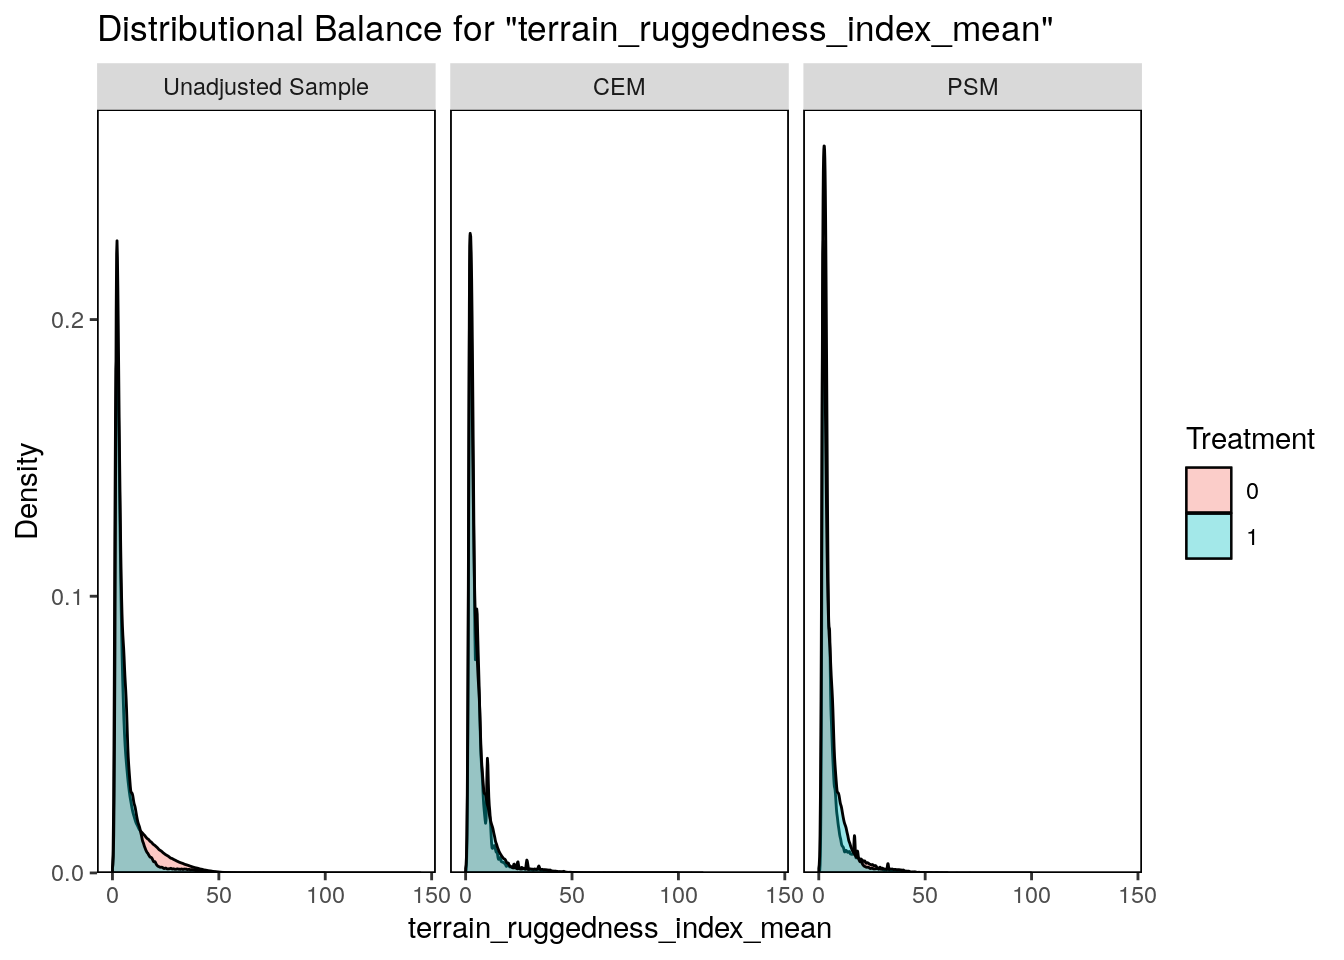 Distributional Balance for "terrain_ruggedness_index_mean"
Unadjusted Sample CEM PSM
0.2
0.1
0.0
Density
0 50 100 150 0 50 100 150 0 50 100 150
terrain_ruggedness_index_mean
Treatment
0
1